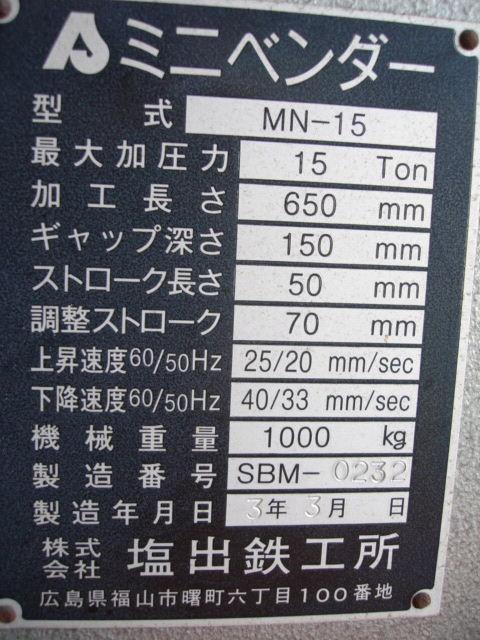 ミニベンダー
型式 MN-15
最大加圧力 15 Ton
加工長さ 650 mm
ギャップ深さ 150 mm
ストローク長さ 50 mm
調整ストローク 70 mm
上昇速度60/50Hz 25/20 mm/sec
下降速度60/50Hz 40/33 mm/sec
機械重量 1000 kg
製造番号 SBM-0232
製造年月日 3年 3月 日
株式会社 塩出鉄工所
広島県福山市曙町六丁目100番地